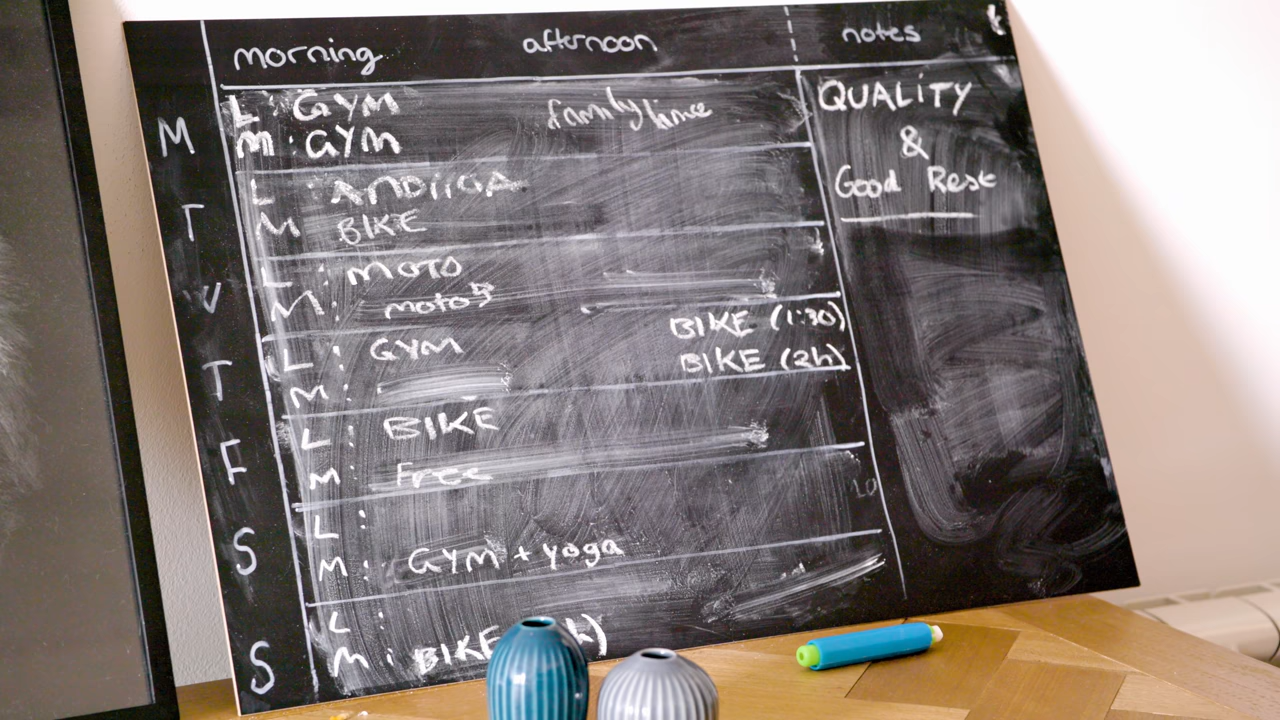 morning afternoon notes
M L : GYM family time QUALITY
M : GYM &
T L : Good Rest
M BIKE
V L : MOTO
M : moto
T L : GYM BIKE (1:30)
M : BIKE (2h)
F L : BIKE
M : Free
S L :
M : GYM + yoga
S L :
M : BIKE